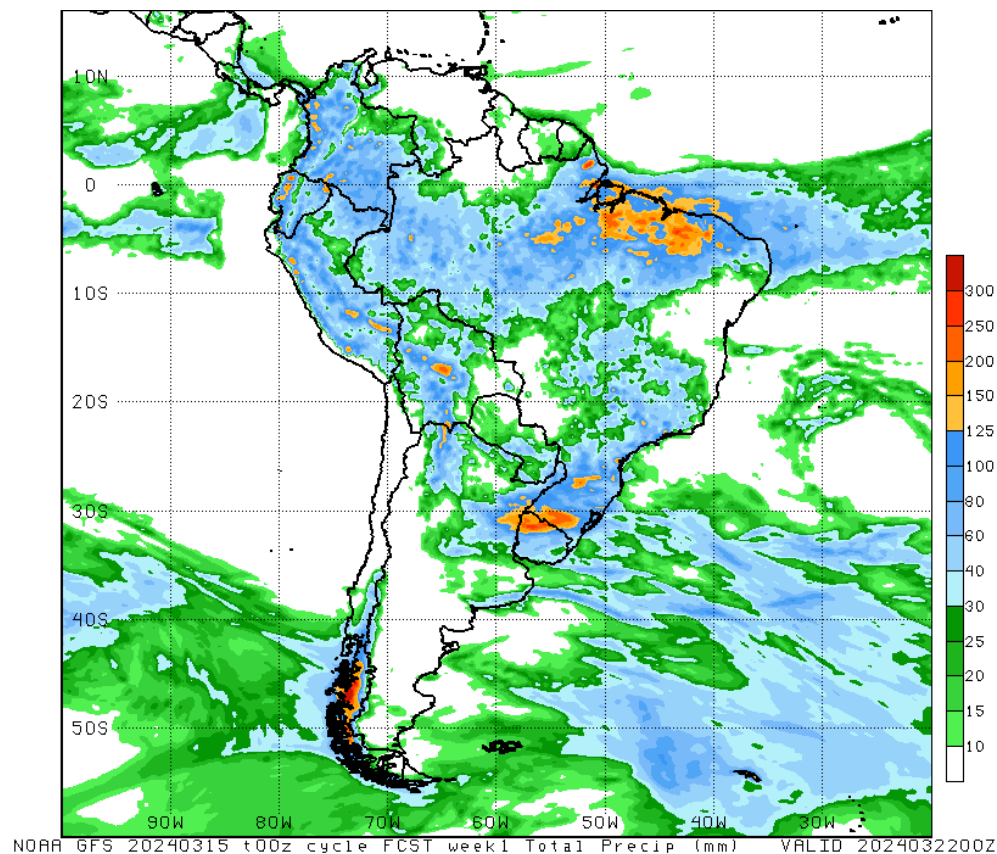 10N
0
10S
20S
30S
40S
50S
90W 80W 70W 60W 50W 40W 30W
300
250
200
150
125
100
80
60
40
30
25
20
15
10
NOAA GFS 20240315 t00z cycle FCST week1 Total Precip (mm) VALID 2024032200Z